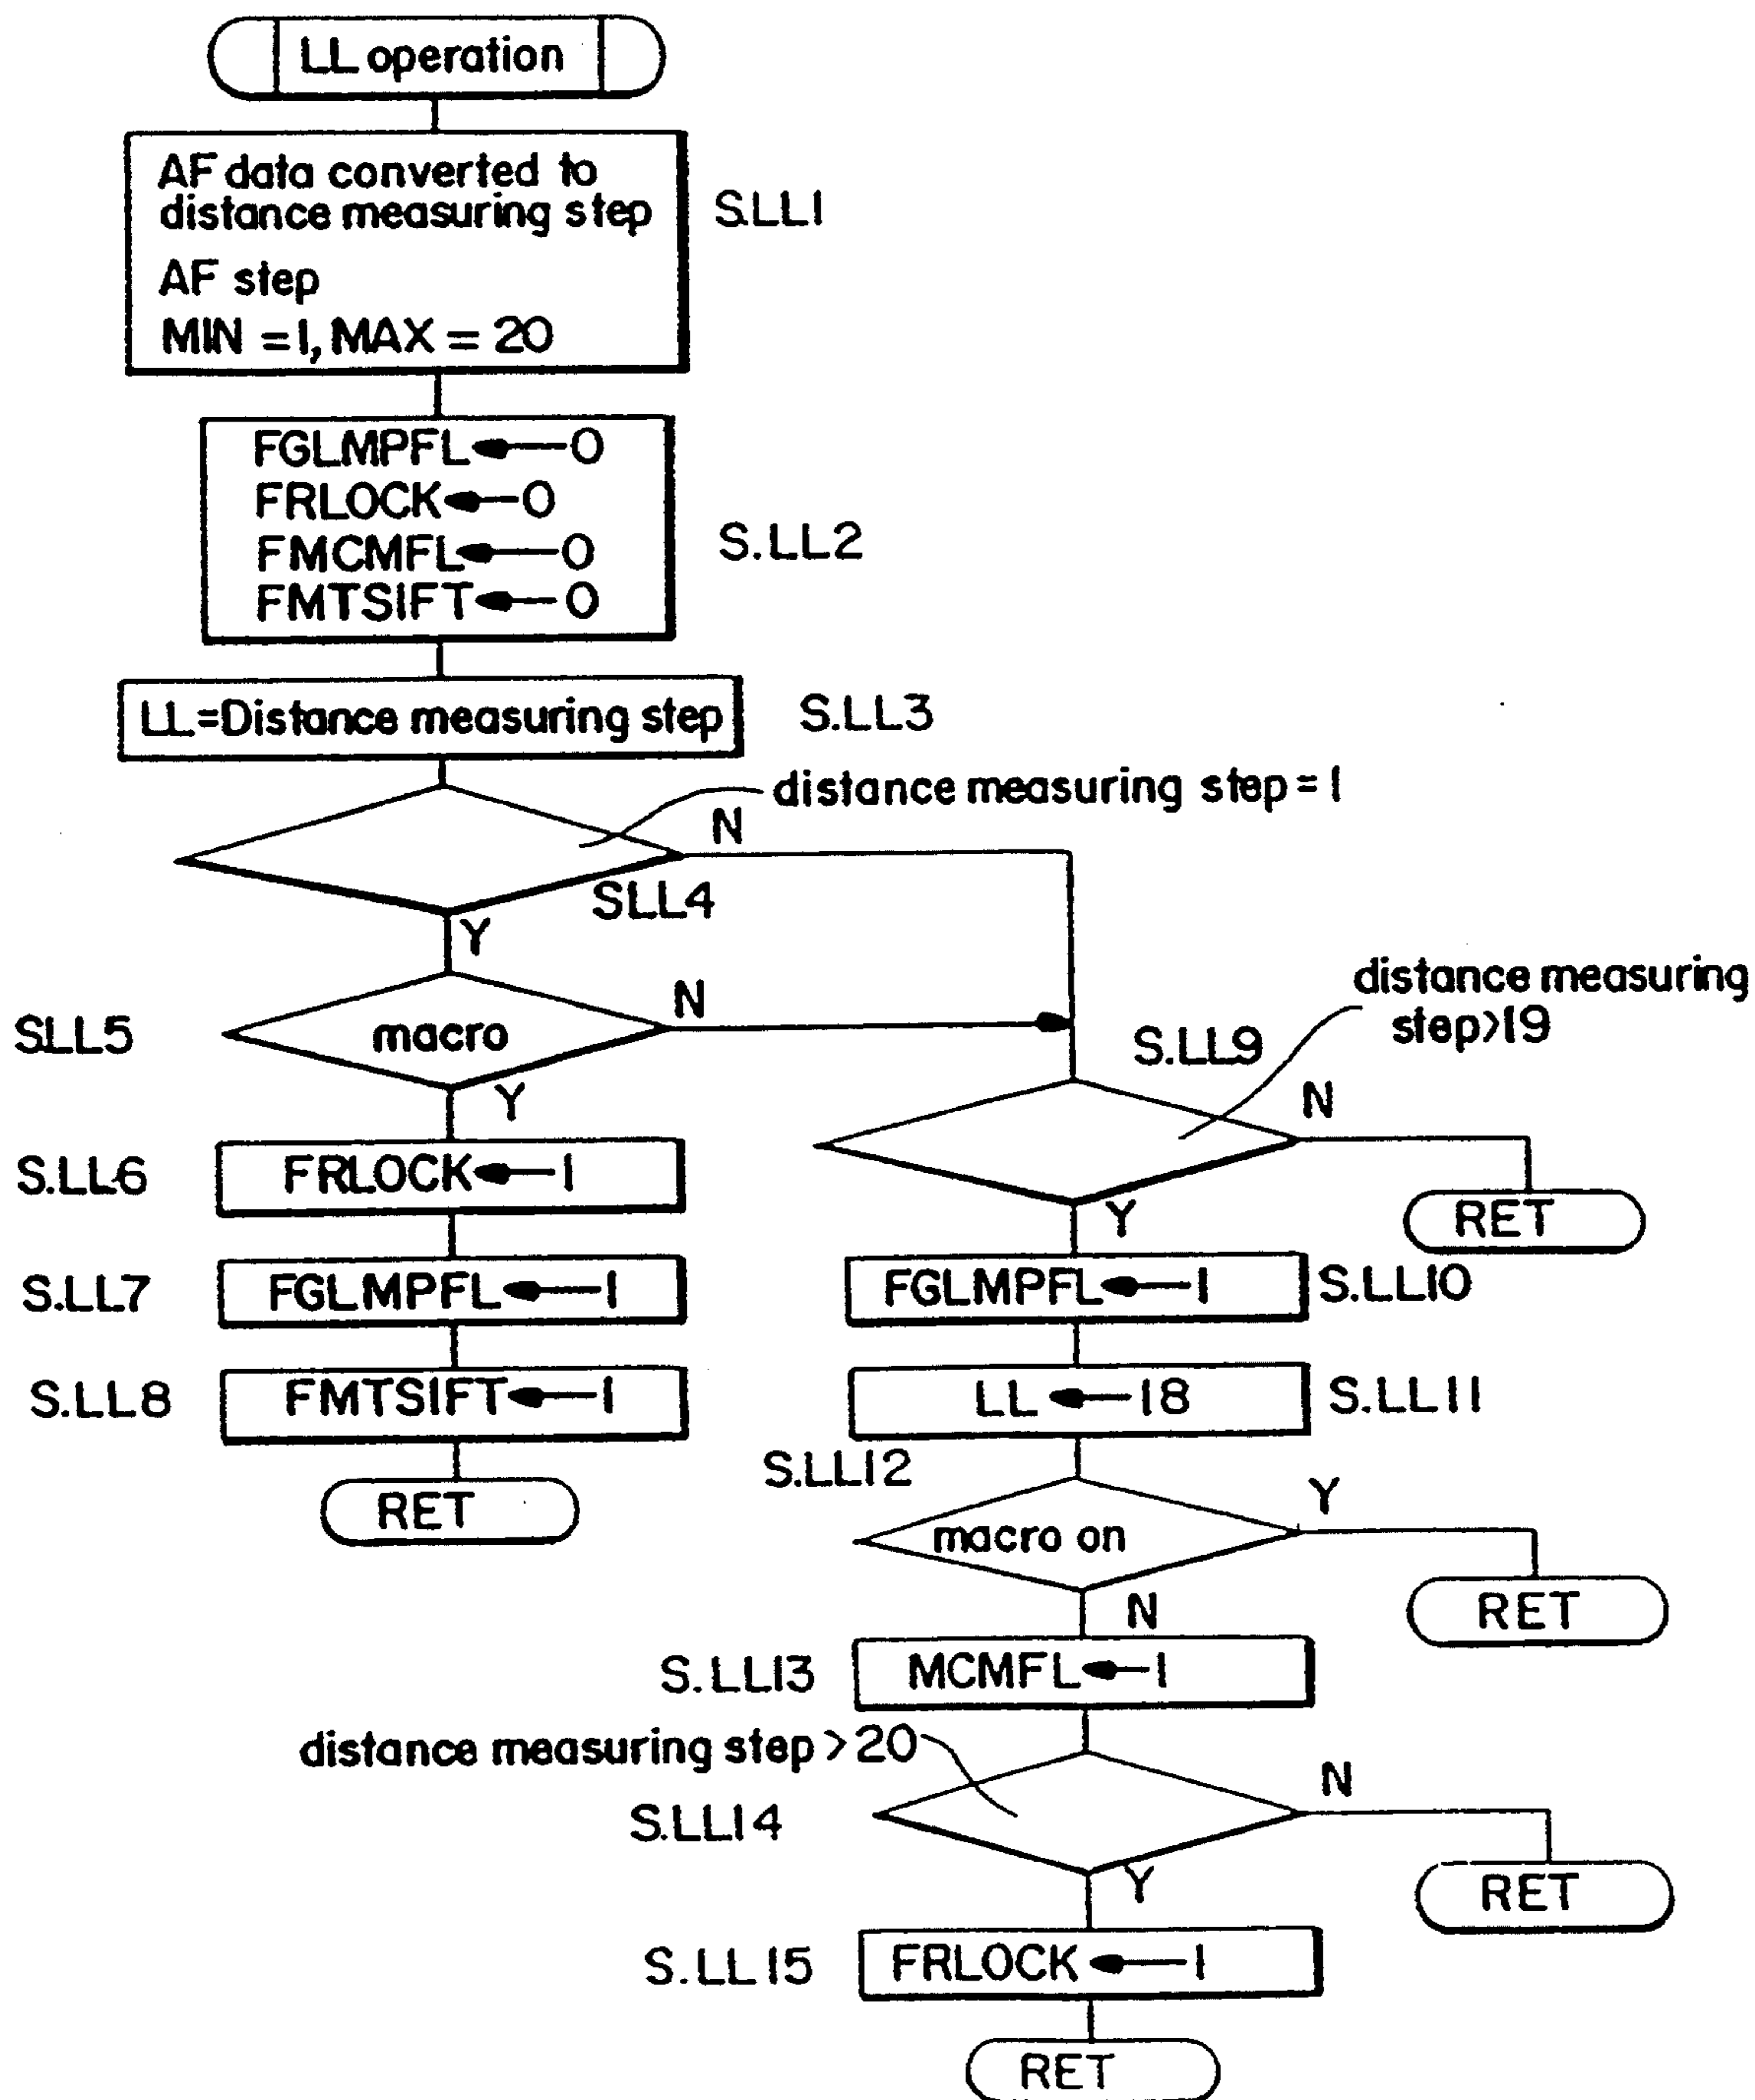 LL operation
AF data converted to
distance measuring step
AF step
MIN =1, MAX = 20
S.LL1
FGLMPFL←0
FRLOCK←0
FMCMFL←0
FMTSIFT←0
S.LL2
LL=Distance measuring step
S.LL3
distance measuring step = 1
N
S.LL4
Y
S.LL5
macro
N
Y
S.LL6
FRLOCK←1
S.LL7
FGLMPFL←1
S.LL8
FMTSIFT←1
RET
distance measuring
step>19
S.LL9
N
RET
Y
FGLMPFL←1
S.LL10
LL←18
S.LL11
S.LL12
macro on
Y
RET
N
S.LL13
MCMFL←1
distance measuring step > 20
S.LL14
N
RET
Y
S.LL15
FRLOCK←1
RET